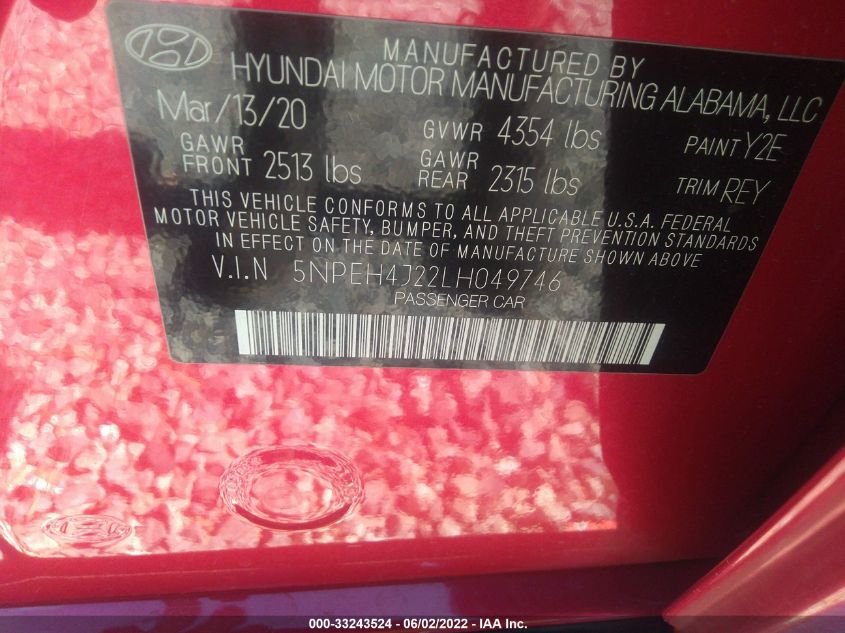 MANUFACTURED BY
HYUNDAI MOTOR MANUFACTURING ALABAMA, LLC
Mar/13/20
GVWR 4354 lbs
PAINT Y2E
GAWR FRONT 2513 lbs
GAWR REAR 2315 lbs
TRIM REY
THIS VEHICLE CONFORMS TO ALL APPLICABLE U.S.A. FEDERAL
MOTOR VEHICLE SAFETY, BUMPER, AND THEFT PREVENTION STANDARDS
IN EFFECT ON THE DATE OF MANUFACTURE SHOWN ABOVE
V.I.N 5NPEH4J22LH049746
PASSENGER CAR
000-33243524 - 06/02/2022 - IAA Inc.